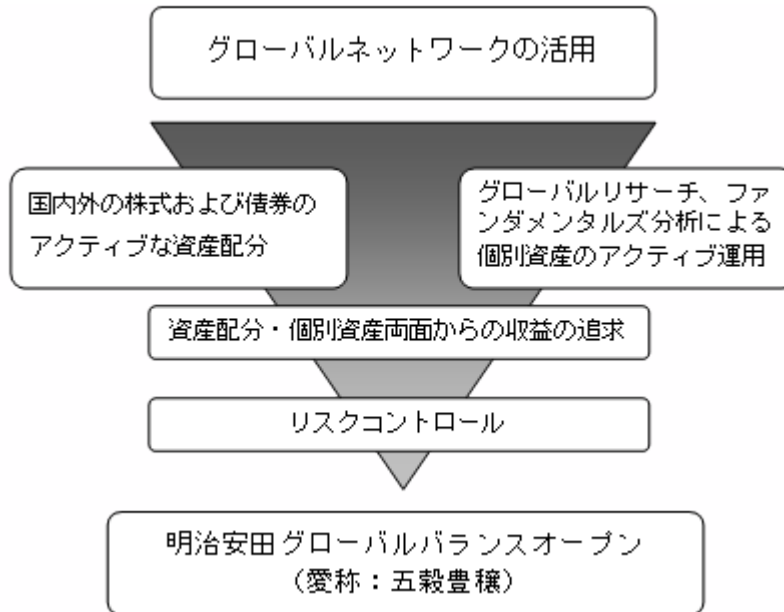 グローバルネットワークの活用
国内外の株式および債券の
アクティブな資産配分
グローバルリサーチ、ファ
ンダメンタルズ分析による
個別資産のアクティブ運用
資産配分・個別資産両面からの収益の追求
リスクコントロール
明治安田グローバルバランスオープン
（愛称：五穀豊穣）